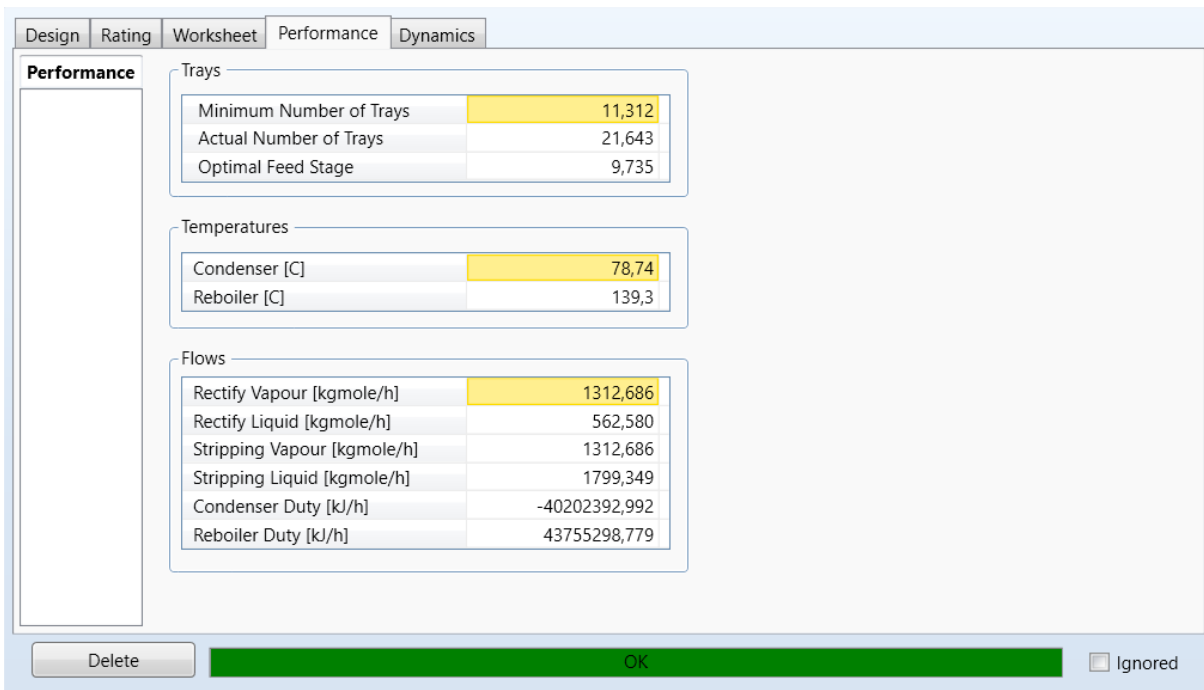 Design Rating Worksheet Performance Dynamics
Performance
Trays
Minimum Number of Trays 11,312
Actual Number of Trays 21,643
Optimal Feed Stage 9,735
Temperatures
Condenser [C] 78,74
Reboiler [C] 139,3
Flows
Rectify Vapour [kgmole/h] 1312,686
Rectify Liquid [kgmole/h] 562,580
Stripping Vapour [kgmole/h] 1312,686
Stripping Liquid [kgmole/h] 1799,349
Condenser Duty [kJ/h] -40202392,992
Reboiler Duty [kJ/h] 43755298,779
Delete OK Ignored